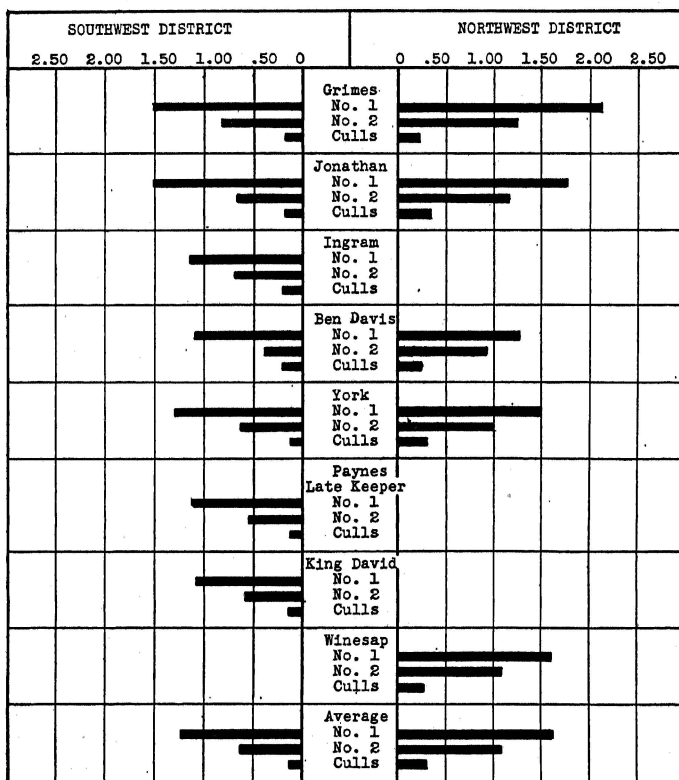 SOUTHWEST DISTRICT NORTHWEST DISTRICT
2.50 2.00 1.50 1.00 .50 0 0 .50 1.00 1.50 2.00 2.50
Grimes
No. 1
No. 2
Culls
Jonathan
No. 1
No. 2
Culls
Ingram
No. 1
No. 2
Culls
Ben Davis
No. 1
No. 2
Culls
York
No. 1
No. 2
Culls
Paynes
Late Keeper
No. 1
No. 2
Culls
King David
No. 1
No. 2
Culls
Winesap
No. 1
No. 2
Culls
Average
No. 1
No. 2
Culls